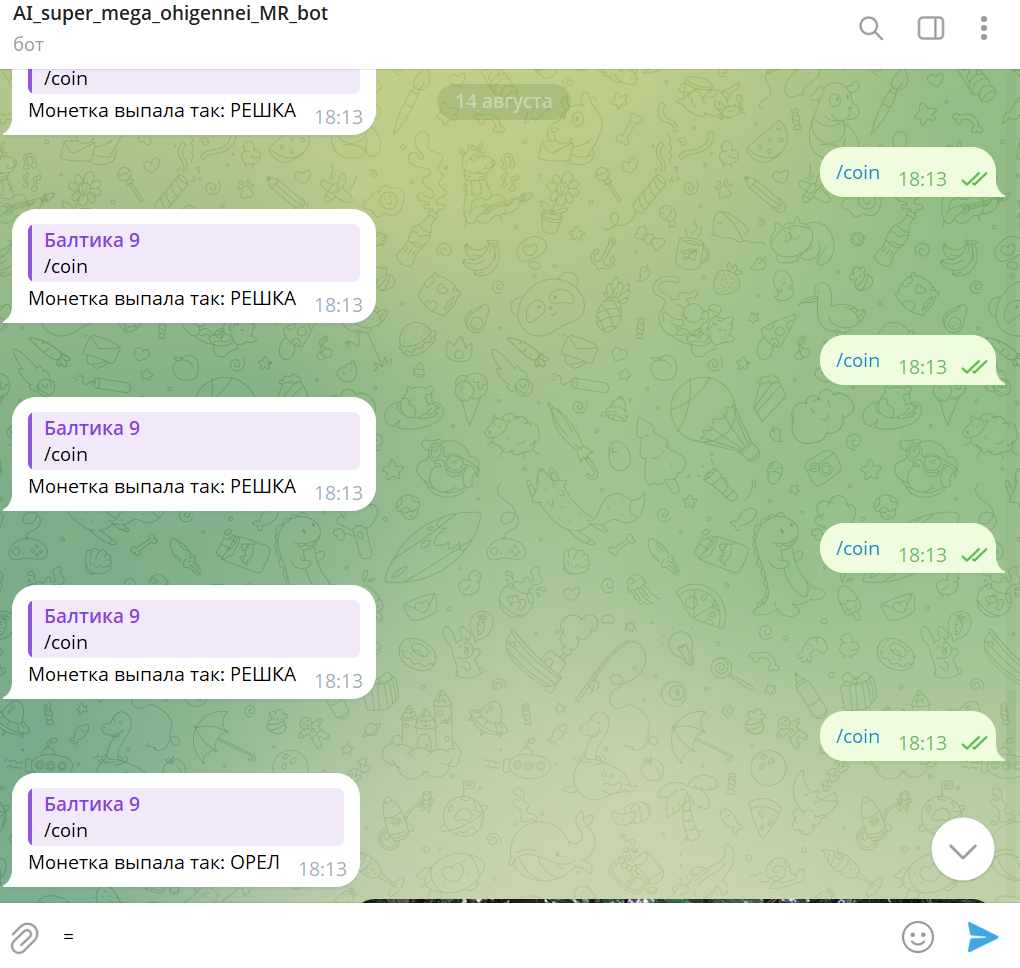 AI_super_mega_ohigennei_MR_bot
бот
/coin
Монетка выпала так: РЕШКА 18:13
14 августа
/coin 18:13
Балтика 9
/coin
Монетка выпала так: РЕШКА 18:13
/coin 18:13
Балтика 9
/coin
Монетка выпала так: РЕШКА 18:13
/coin 18:13
Балтика 9
/coin
Монетка выпала так: РЕШКА 18:13
/coin 18:13
Балтика 9
/coin
Монетка выпала так: ОРЕЛ 18:13
=